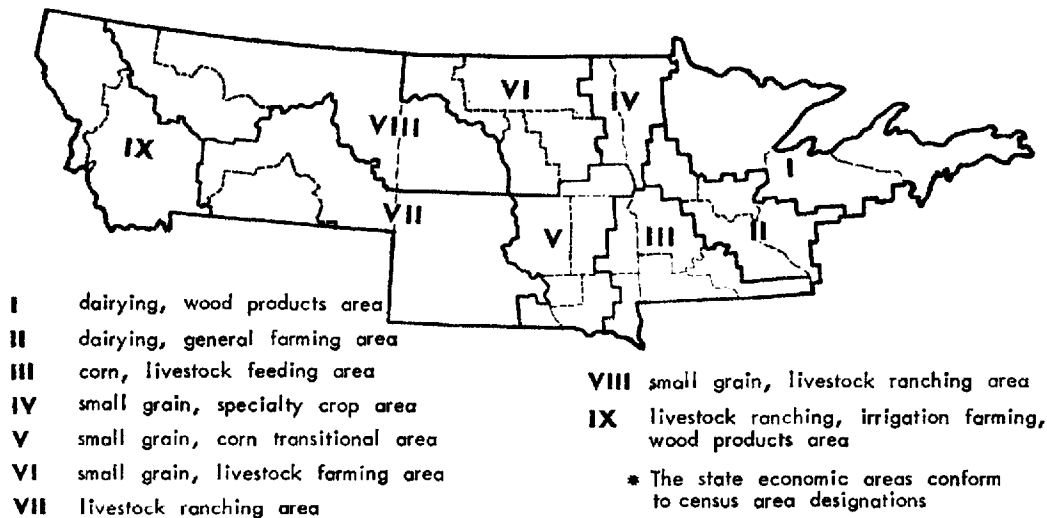 VI
IV
VIII
IX
I
VII
V
III
II
I dairying, wood products area
II dairying, general farming area
III corn, livestock feeding area
IV small grain, specialty crop area
V small grain, corn transitional area
VI small grain, livestock farming area
VII livestock ranching area
VIII small grain, livestock ranching area
IX livestock ranching, irrigation farming,
wood products area
* The state economic areas conform
to census area designations